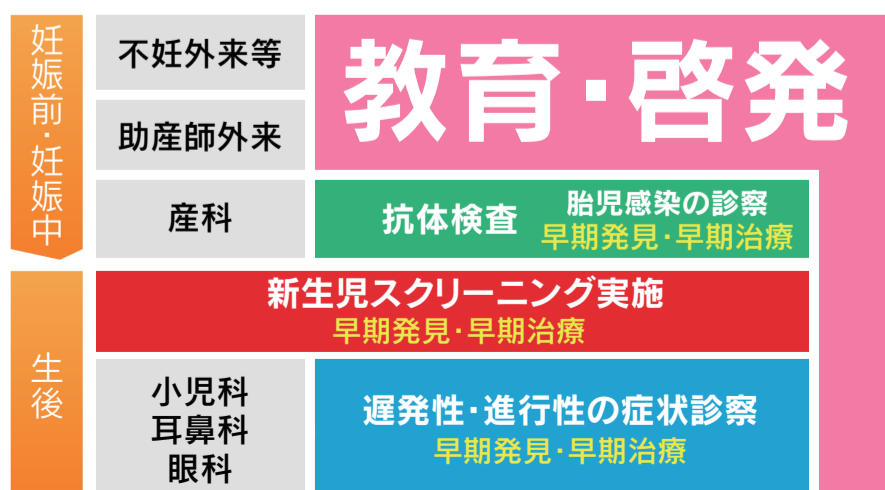 妊娠前・妊娠中
不妊外来等
教育・啓発
助産師外来
産科
抗体検査
胎児感染の診察
早期発見・早期治療
生後
新生児スクリーニング実施
早期発見・早期治療
小児科
耳鼻科
眼科
遅発性・進行性の症状診察
早期発見・早期治療